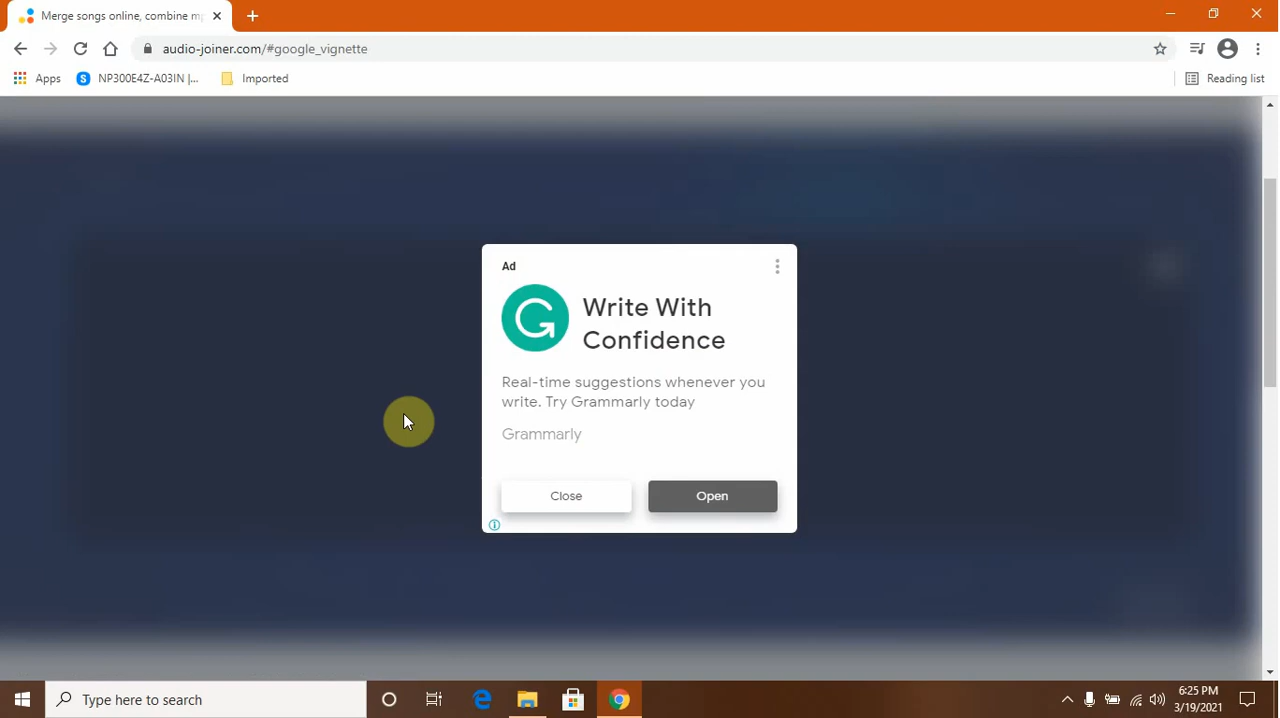 Merge songs online, combine m
audio-joiner.com/#google_vignette
Apps
NP300E4Z-A03IN |...
Imported
Reading list
Ad
Write With
Confidence
Real-time suggestions whenever you
write. Try Grammarly today
Grammarly
Close
Open
Type here to search
6:25 PM
3/19/2021